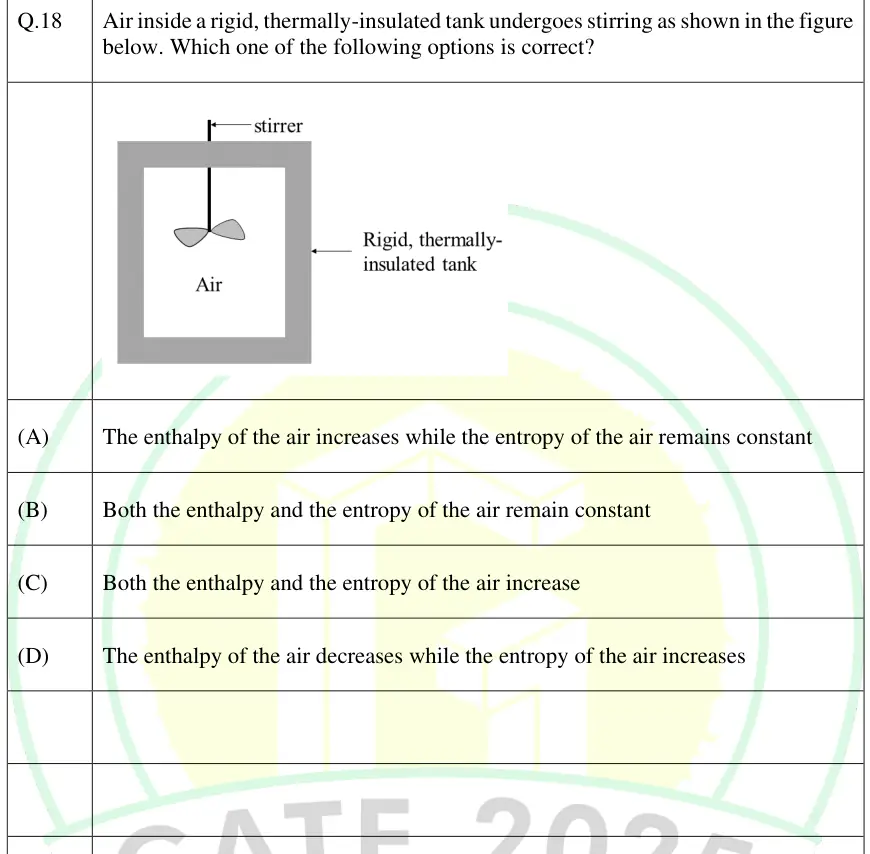 Q.18 Air inside a rigid, thermally-insulated tank undergoes stirring as shown in the figure
below. Which one of the following options is correct?
stirrer
Rigid, thermally-
insulated tank
Air
(A) The enthalpy of the air increases while the entropy of the air remains constant
(B) Both the enthalpy and the entropy of the air remain constant
(C) Both the enthalpy and the entropy of the air increase
(D) The enthalpy of the air decreases while the entropy of the air increases
GATE 2025